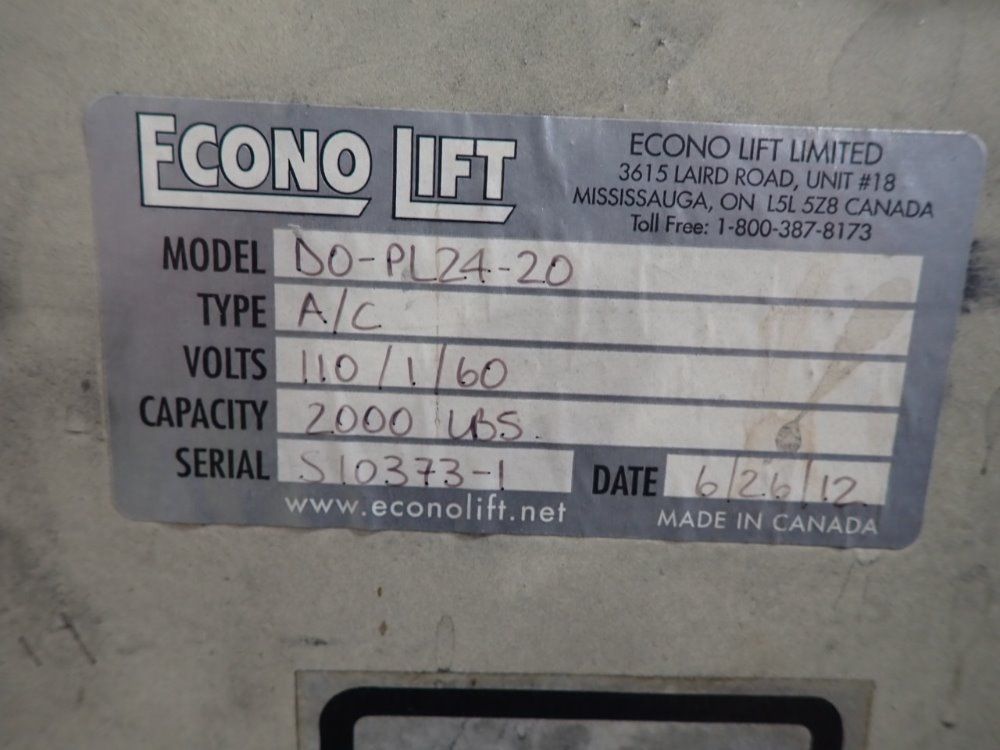 ECONO LIFT
ECONO LIFT LIMITED
3615 LAIRD ROAD, UNIT #18
MISSISSAUGA, ON L5L 5Z8 CANADA
Toll Free: 1-800-387-8173
MODEL DO-PL24-20
TYPE A/C
VOLTS 110/1/60
CAPACITY 2000 LBS.
SERIAL S10373-1 DATE 6/26/12
www.econolift.net MADE IN CANADA